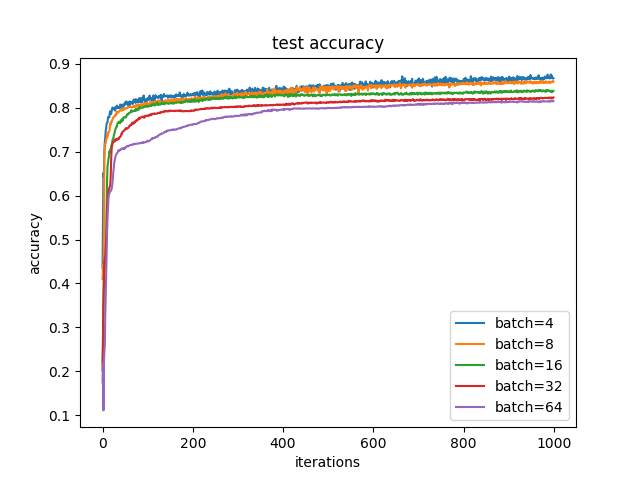 test accuracy
accuracy
0.9
0.8
0.7
0.6
0.5
0.4
0.3
0.2
0.1
batch=4
batch=8
batch=16
batch=32
batch=64
0 200 400 600 800 1000
iterations